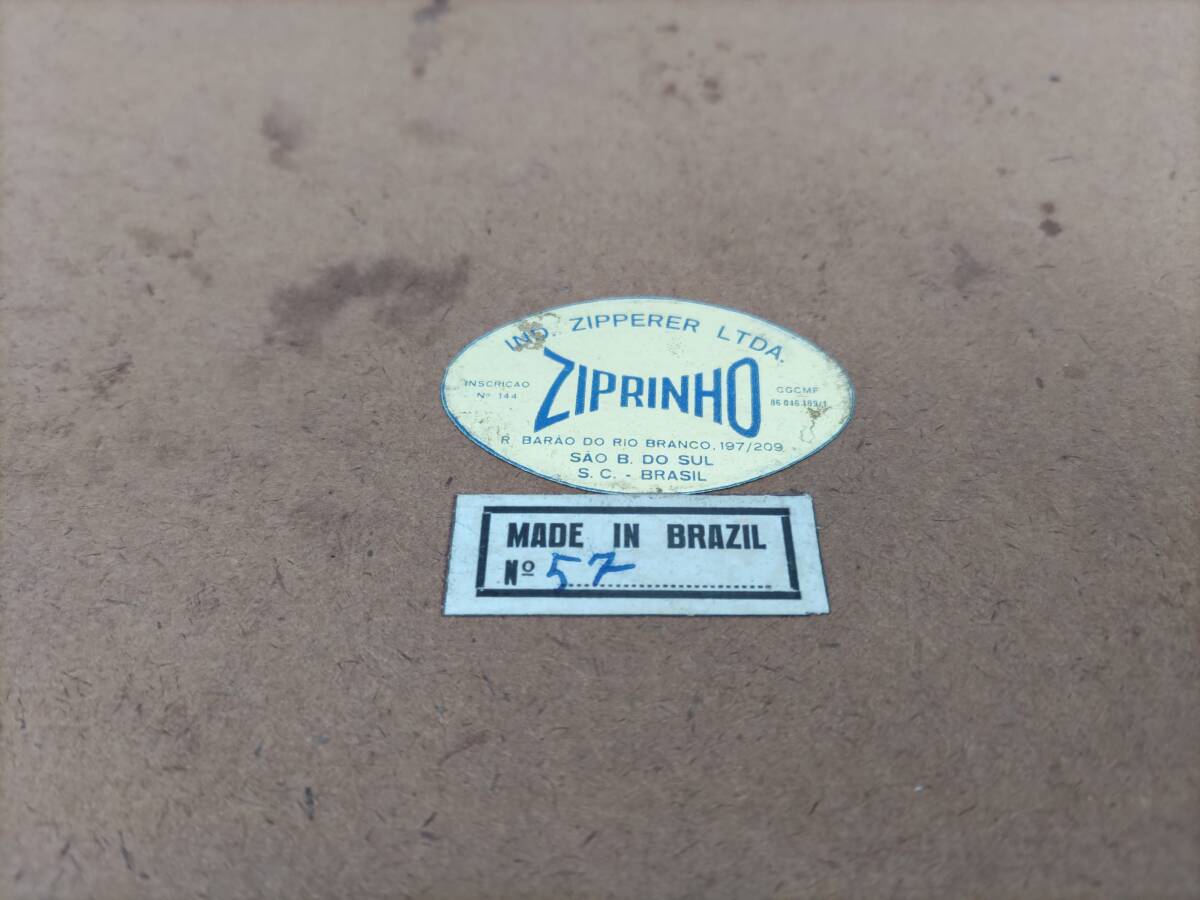 IND. ZIPPERER LTDA.
INSCRIÇAO
Nº 144
ZIPRINHO
CGCMF
R. BARÃO DO RIO BRANCO, 197/209
SÃO B. DO SUL
S. C. - BRASIL
MADE IN BRAZIL
Nº 57